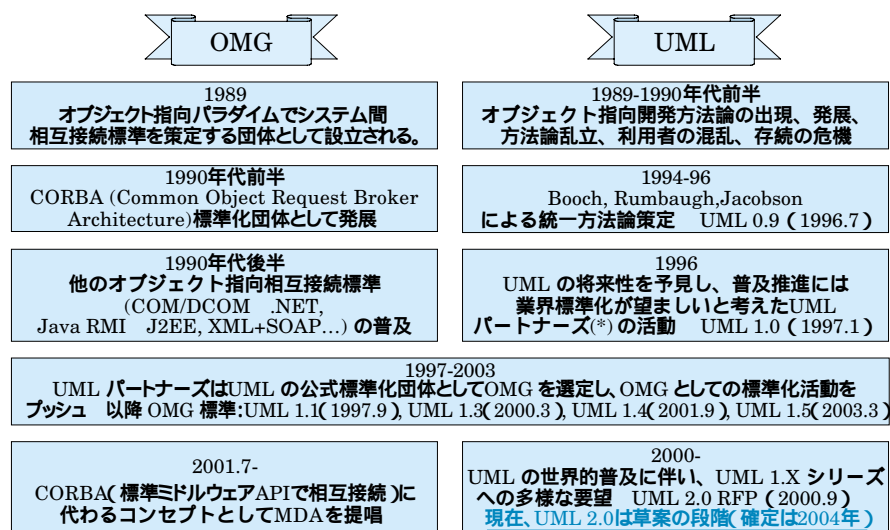 OMG
UML
1989
オブジェクト指向パラダイムでシステム間
相互接続標準を策定する団体として設立される。
1989-1990年代前半
オブジェクト指向開発方法論の出現、発展、
方法論乱立、利用者の混乱、存続の危機
1990年代前半
CORBA (Common Object Request Broker
Architecture)標準化団体として発展
1994-96
Booch, Rumbaugh,Jacobson
による統一方法論策定　UML 0.9（1996.7）
1990年代後半
他のオブジェクト指向相互接続標準
(COM/DCOM　.NET,
Java RMI　J2EE, XML+SOAP…) の普及
1996
UML の将来性を予見し、普及推進には
業界標準化が望ましいと考えたUML
パートナーズ(*) の活動　UML 1.0（1997.1）
1997-2003
UML パートナーズはUML の公式標準化団体としてOMG を選定し、OMG としての標準化活動を
プッシュ　以降 OMG 標準:UML 1.1(1997.9), UML 1.3(2000.3), UML 1.4(2001.9), UML 1.5(2003.3)
2001.7-
CORBA(標準ミドルウェアAPIで相互接続)に
代わるコンセプトとしてMDAを提唱
2000-
UML の世界的普及に伴い、UML 1.X シリーズ
への多様な要望　UML 2.0 RFP（2000.9）
現在、UML 2.0は草案の段階(確定は2004年)